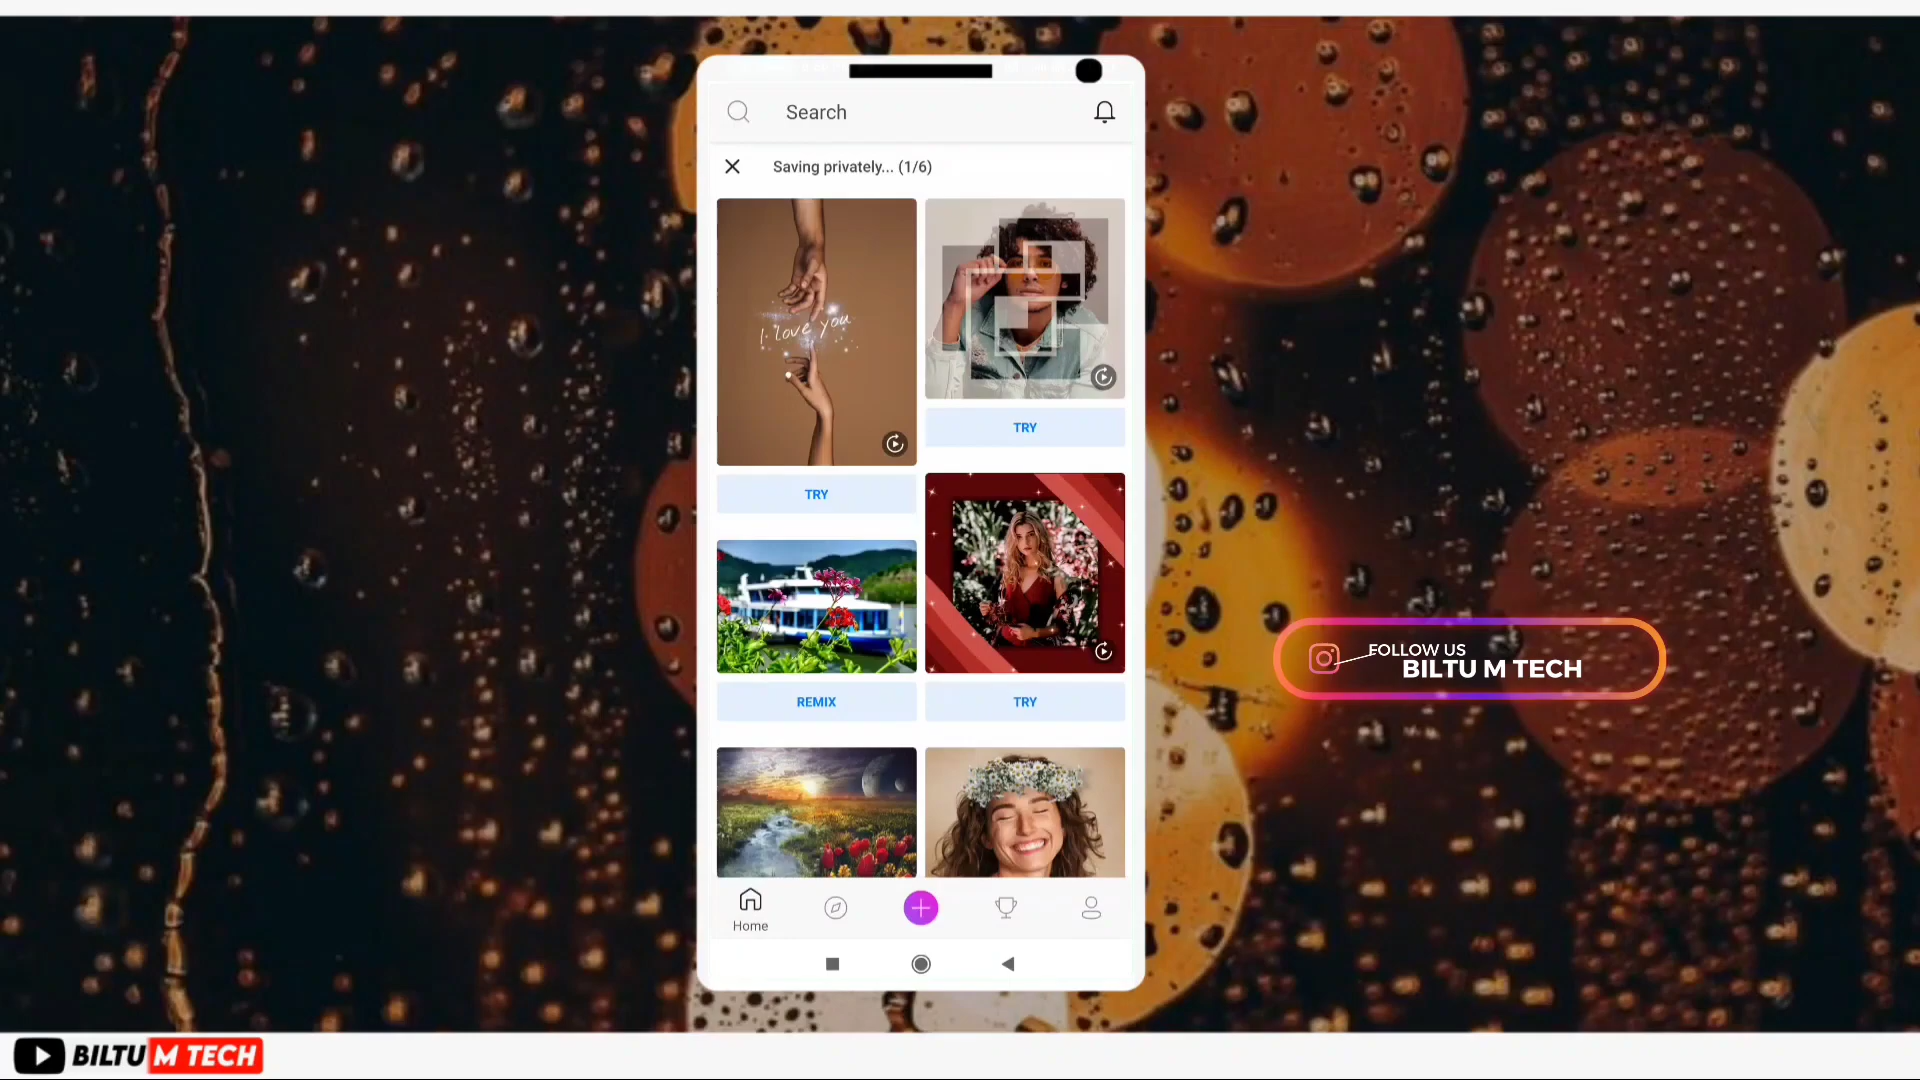 Search
Saving privately... (1/6)
I love you
TRY
TRY
REMIX
TRY
Home
FOLLOW US
BILTU M TECH
BILTU M TECH